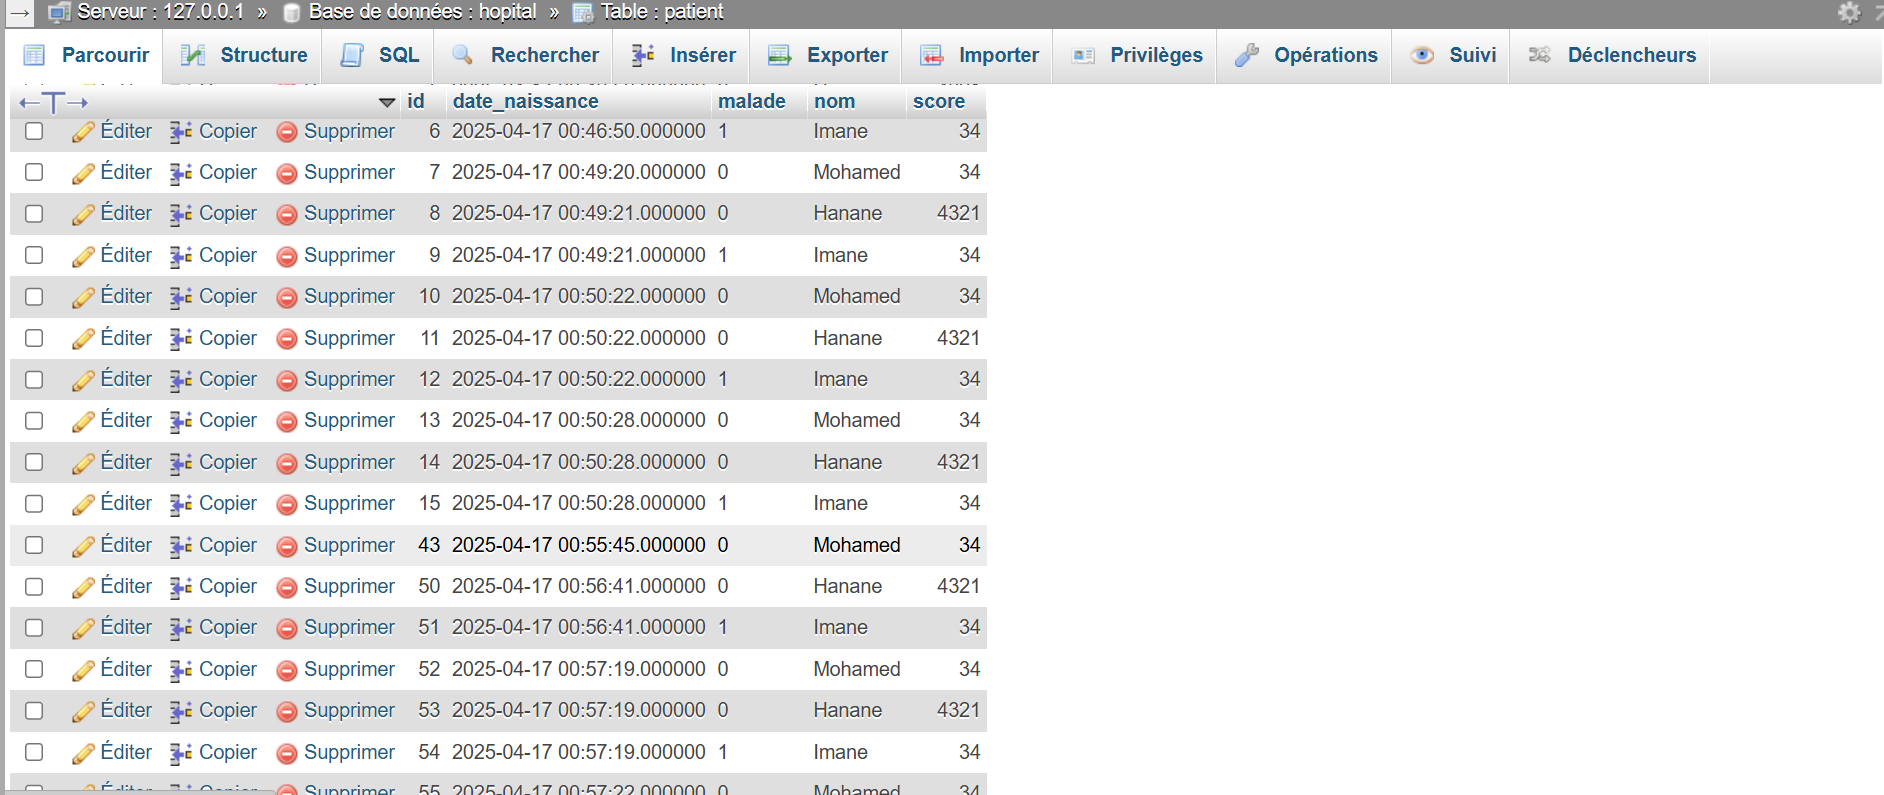 Serveur : 127.0.0.1 » Base de données : hopital » Table : patient
Parcourir Structure SQL Rechercher Insérer Exporter Importer Privilèges Opérations Suivi Déclencheurs
←T→ id date_naissance malade nom score
Éditer Copier Supprimer 6 2025-04-17 00:46:50.000000 1 Imane 34
Éditer Copier Supprimer 7 2025-04-17 00:49:20.000000 0 Mohamed 34
Éditer Copier Supprimer 8 2025-04-17 00:49:21.000000 0 Hanane 4321
Éditer Copier Supprimer 9 2025-04-17 00:49:21.000000 1 Imane 34
Éditer Copier Supprimer 10 2025-04-17 00:50:22.000000 0 Mohamed 34
Éditer Copier Supprimer 11 2025-04-17 00:50:22.000000 0 Hanane 4321
Éditer Copier Supprimer 12 2025-04-17 00:50:22.000000 1 Imane 34
Éditer Copier Supprimer 13 2025-04-17 00:50:28.000000 0 Mohamed 34
Éditer Copier Supprimer 14 2025-04-17 00:50:28.000000 0 Hanane 4321
Éditer Copier Supprimer 15 2025-04-17 00:50:28.000000 1 Imane 34
Éditer Copier Supprimer 43 2025-04-17 00:55:45.000000 0 Mohamed 34
Éditer Copier Supprimer 50 2025-04-17 00:56:41.000000 0 Hanane 4321
Éditer Copier Supprimer 51 2025-04-17 00:56:41.000000 1 Imane 34
Éditer Copier Supprimer 52 2025-04-17 00:57:19.000000 0 Mohamed 34
Éditer Copier Supprimer 53 2025-04-17 00:57:19.000000 0 Hanane 4321
Éditer Copier Supprimer 54 2025-04-17 00:57:19.000000 1 Imane 34
Éditer Copier Supprimer 55 2025-04-17 00:57:22.000000 0 Mohamed 34